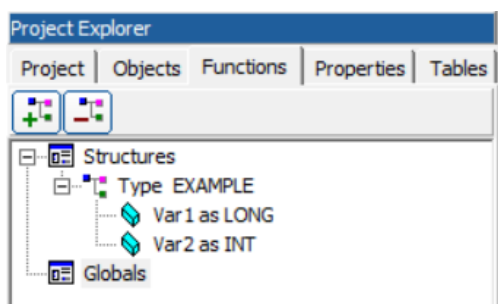 Project Explorer
Project Objects Functions Properties Tables
Structures
Type EXAMPLE
Var1 as LONG
Var2 as INT
Globals